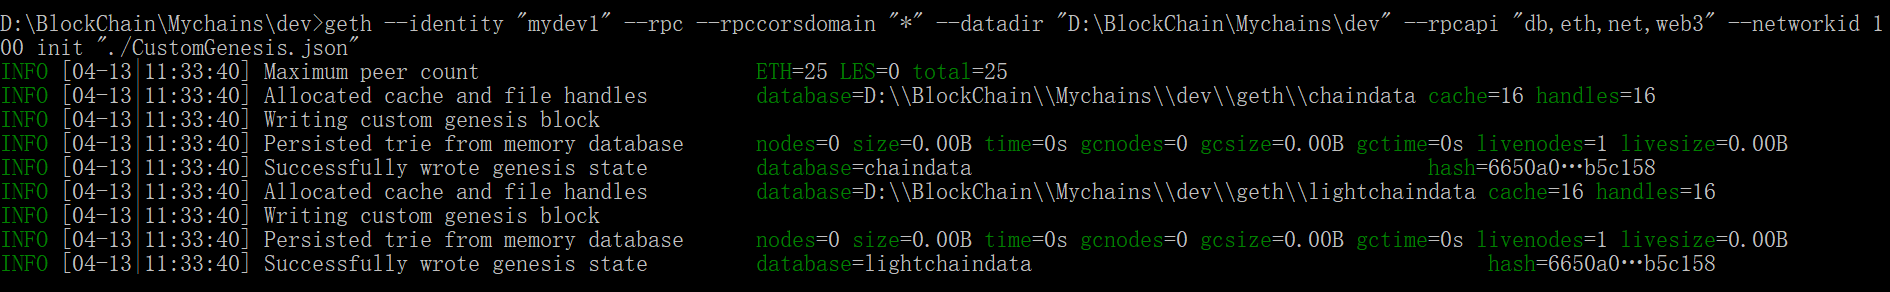 D:\BlockChain\Mychains\dev>geth --identity "mydev1" --rpc --rpccorsdomain "*" --datadir "D:\BlockChain\Mychains\dev" --rpcapi "db,eth,net,web3" --networkid 1
00 init "./CustomGenesis.json"
INFO [04-13|11:33:40] Maximum peer count                       ETH=25 LES=0 total=25
INFO [04-13|11:33:40] Allocated cache and file handles         database=D:\\BlockChain\\Mychains\\dev\\geth\\chaindata cache=16 handles=16
INFO [04-13|11:33:40] Writing custom genesis block
INFO [04-13|11:33:40] Persisted trie from memory database      nodes=0 size=0.00B time=0s gcnodes=0 gcsize=0.00B gctime=0s livenodes=1 livesize=0.00B
INFO [04-13|11:33:40] Successfully wrote genesis state         database=chaindata                                      hash=6650a0…b5c158
INFO [04-13|11:33:40] Allocated cache and file handles         database=D:\\BlockChain\\Mychains\\dev\\geth\\lightchaindata cache=16 handles=16
INFO [04-13|11:33:40] Writing custom genesis block
INFO [04-13|11:33:40] Persisted trie from memory database      nodes=0 size=0.00B time=0s gcnodes=0 gcsize=0.00B gctime=0s livenodes=1 livesize=0.00B
INFO [04-13|11:33:40] Successfully wrote genesis state         database=lightchaindata                                      hash=6650a0…b5c158